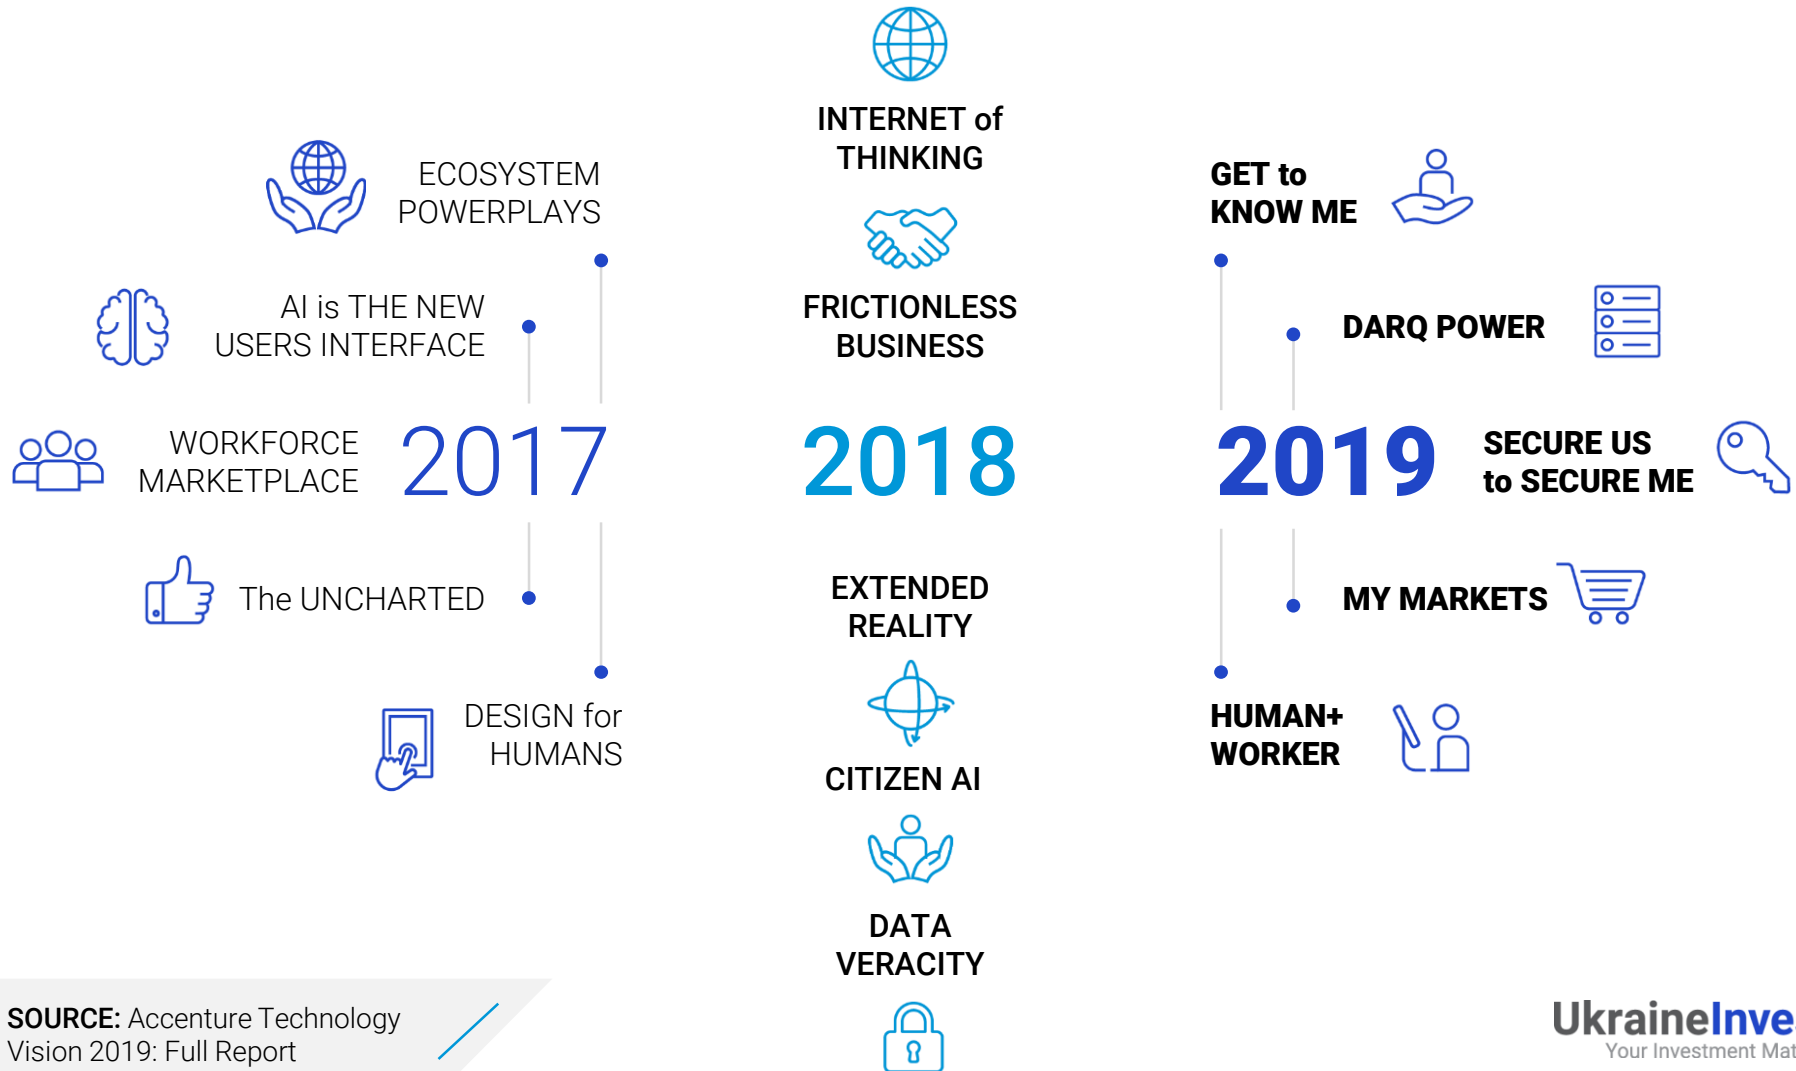 ECOSYSTEM
POWERPLAYS
AI is THE NEW
USERS INTERFACE
WORKFORCE
MARKETPLACE
2017
The UNCHARTED
DESIGN for
HUMANS
INTERNET of
THINKING
FRICTIONLESS
BUSINESS
2018
EXTENDED
REALITY
CITIZEN AI
DATA
VERACITY
GET to
KNOW ME
DARQ POWER
2019
SECURE US
to SECURE ME
MY MARKETS
HUMAN+
WORKER
SOURCE: Accenture Technology
Vision 2019: Full Report
Your Investment